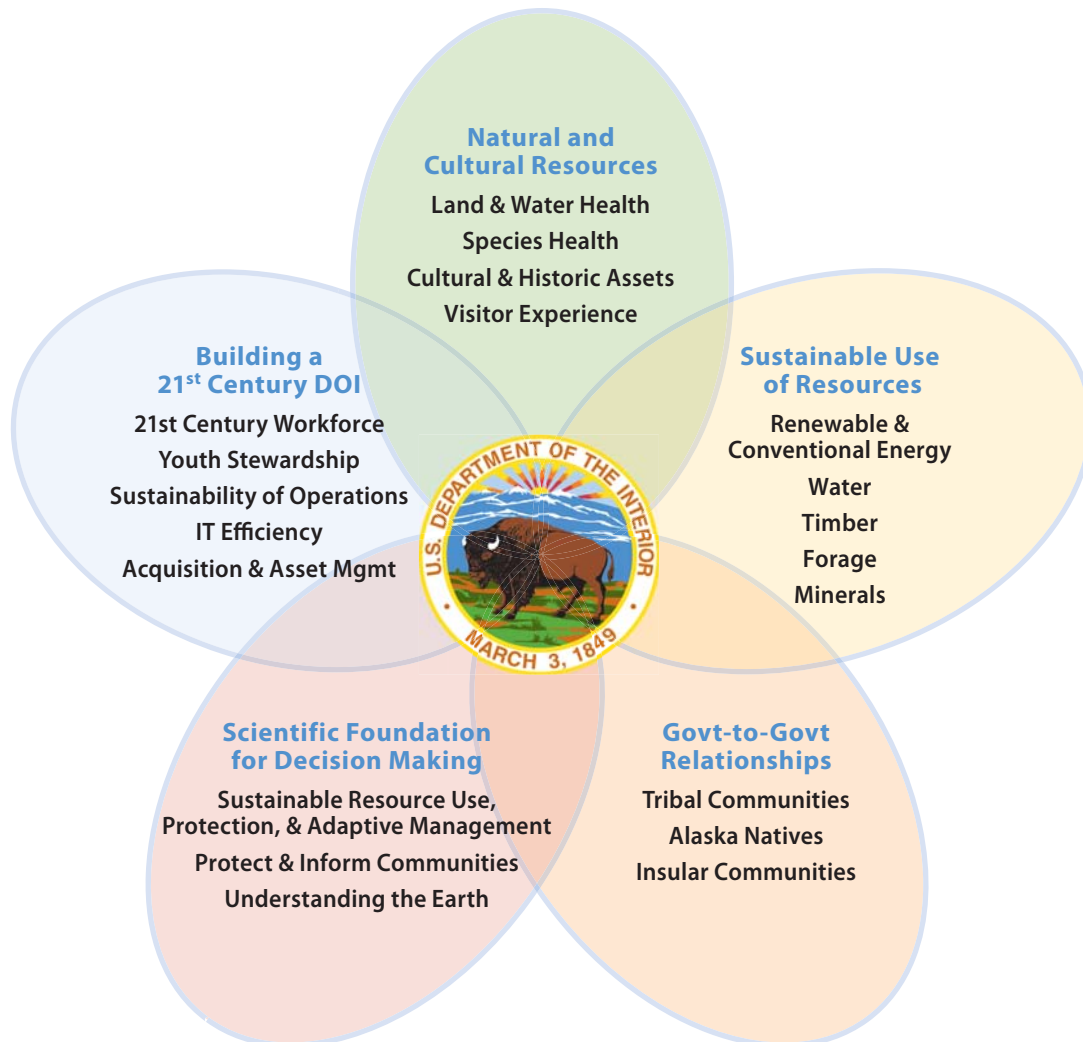 Natural and
Cultural Resources
Land & Water Health
Species Health
Cultural & Historic Assets
Visitor Experience
Building a
21st Century DOI
21st Century Workforce
Youth Stewardship
Sustainability of Operations
IT Efficiency
Acquisition & Asset Mgmt
Sustainable Use
of Resources
Renewable &
Conventional Energy
Water
Timber
Forage
Minerals
U.S. DEPARTMENT OF THE INTERIOR
MARCH 3, 1849
Scientific Foundation
for Decision Making
Sustainable Resource Use,
Protection, & Adaptive Management
Protect & Inform Communities
Understanding the Earth
Govt-to-Govt
Relationships
Tribal Communities
Alaska Natives
Insular Communities